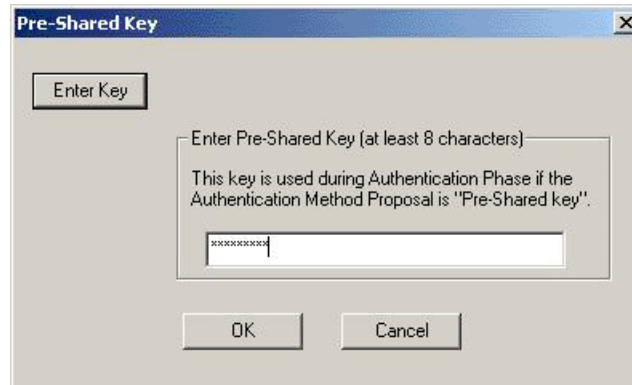 Pre-Shared Key
Enter Key
Enter Pre-Shared Key (at least 8 characters)
This key is used during Authentication Phase if the
Authentication Method Proposal is "Pre-Shared key".
×××××××××
OK
Cancel